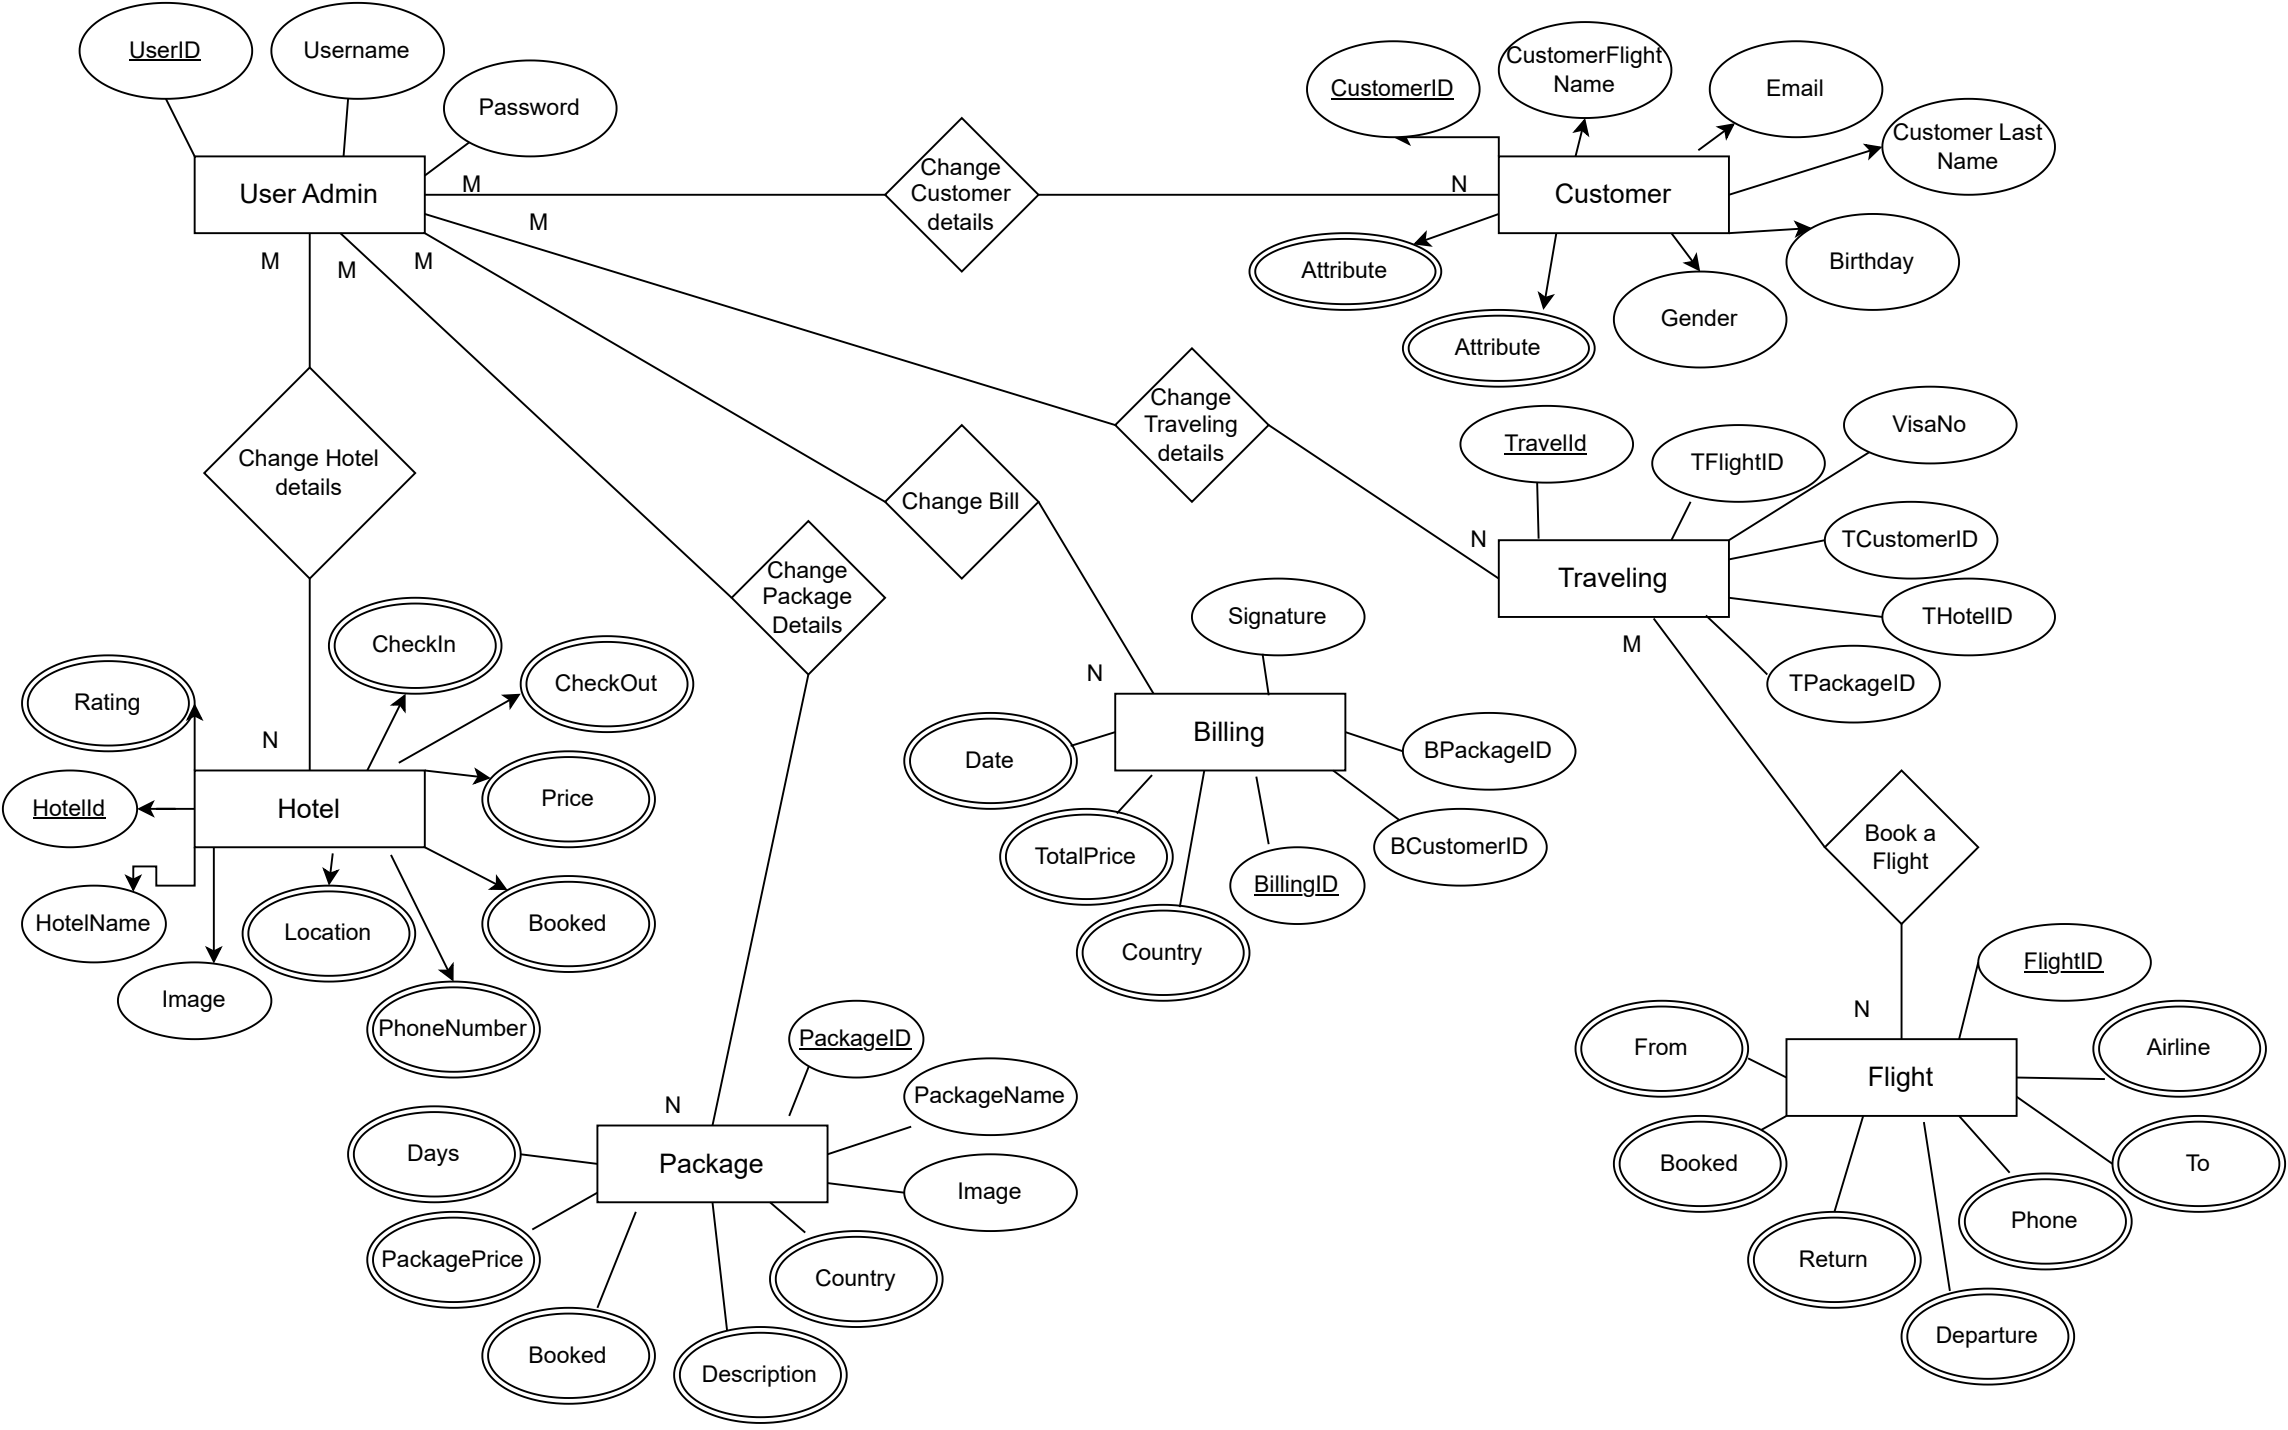 UserID
Username
Password
User Admin
M
M
M
M
M
Change
Customer
details
N
CustomerID
CustomerFlight
Name
Email
Customer Last
Name
Customer
Birthday
Gender
Attribute
Attribute
Change Hotel
details
Change
Package
Details
Change Bill
Change
Traveling
details
N
TravelId
TFlightID
VisaNo
TCustomerID
THotelID
TPackageID
Traveling
M
Book a
Flight
N
Signature
Billing
N
Date
TotalPrice
Country
BillingID
BCustomerID
BPackageID
CheckIn
CheckOut
Rating
N
Price
HotelId
Hotel
HotelName
Image
Location
PhoneNumber
Booked
N
PackageID
PackageName
Days
Package
Image
PackagePrice
Booked
Description
Country
FlightID
From
Airline
Flight
Booked
To
Return
Phone
Departure